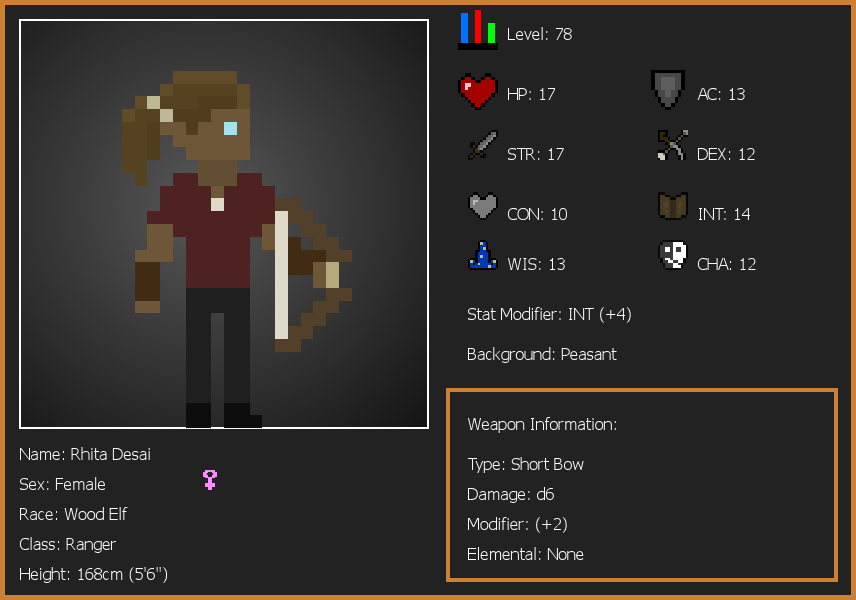 Level: 78
HP: 17
AC: 13
STR: 17
DEX: 12
CON: 10
INT: 14
WIS: 13
CHA: 12
Stat Modifier: INT (+4)
Background: Peasant
Weapon Information:
Type: Short Bow
Damage: d6
Modifier: (+2)
Elemental: None
Name: Rhita Desai
Sex: Female
Race: Wood Elf
Class: Ranger
Height: 168cm (5'6")